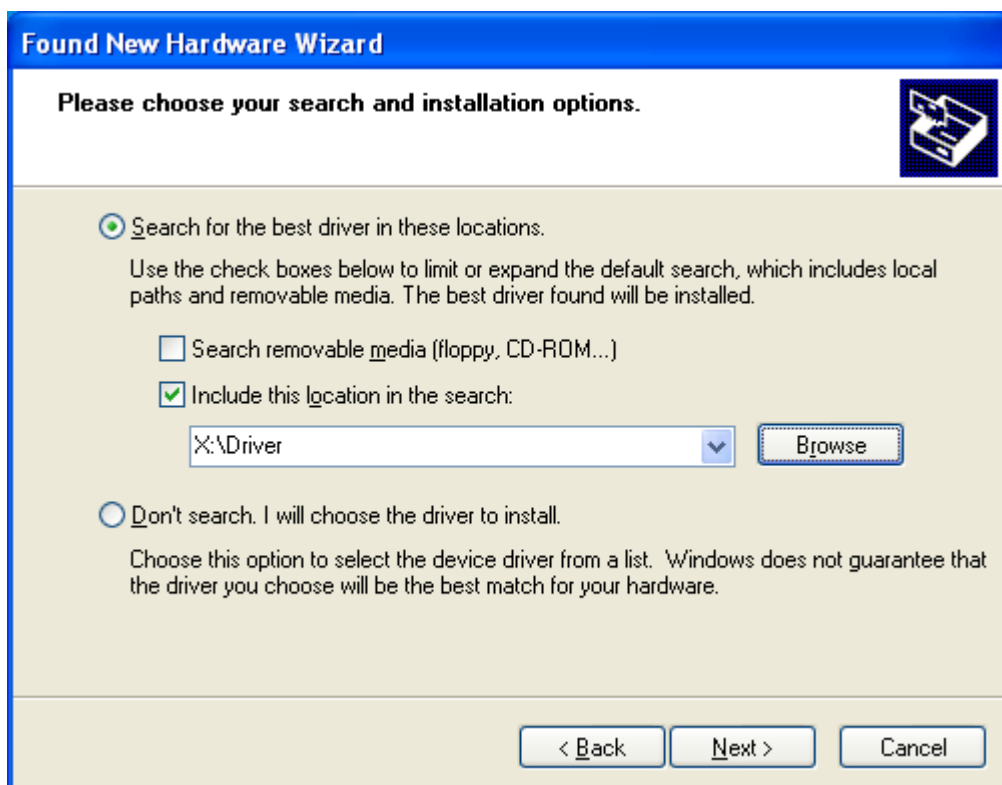 Found New Hardware Wizard
Please choose your search and installation options.
Search for the best driver in these locations.
Use the check boxes below to limit or expand the default search, which includes local
paths and removable media. The best driver found will be installed.
Search removable media (floppy, CD-ROM...)
Include this location in the search:
X:\Driver
Browse
Don't search. I will choose the driver to install.
Choose this option to select the device driver from a list.  Windows does not guarantee that
the driver you choose will be the best match for your hardware.
< Back Next > Cancel